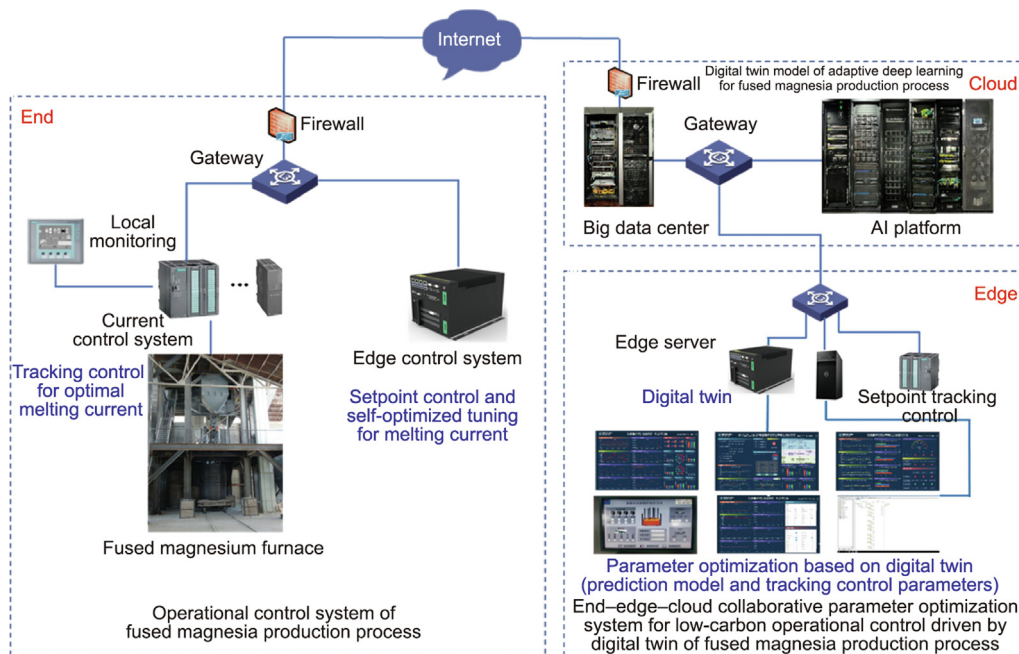 Internet
End
Firewall
Gateway
Local
monitoring
Current
control system
Tracking control
for optimal
melting current
Edge control system
Setpoint control and
self-optimized tuning
for melting current
Fused magnesium furnace
Operational control system of
fused magnesia production process
Digital twin model of adaptive deep learning
for fused magnesia production process
Cloud
Firewall
Gateway
Big data center
AI platform
Edge
Edge server
Digital twin
Setpoint tracking
control
Parameter optimization based on digital twin
(prediction model and tracking control parameters)
End–edge–cloud collaborative parameter optimization
system for low-carbon operational control driven by
digital twin of fused magnesia production process